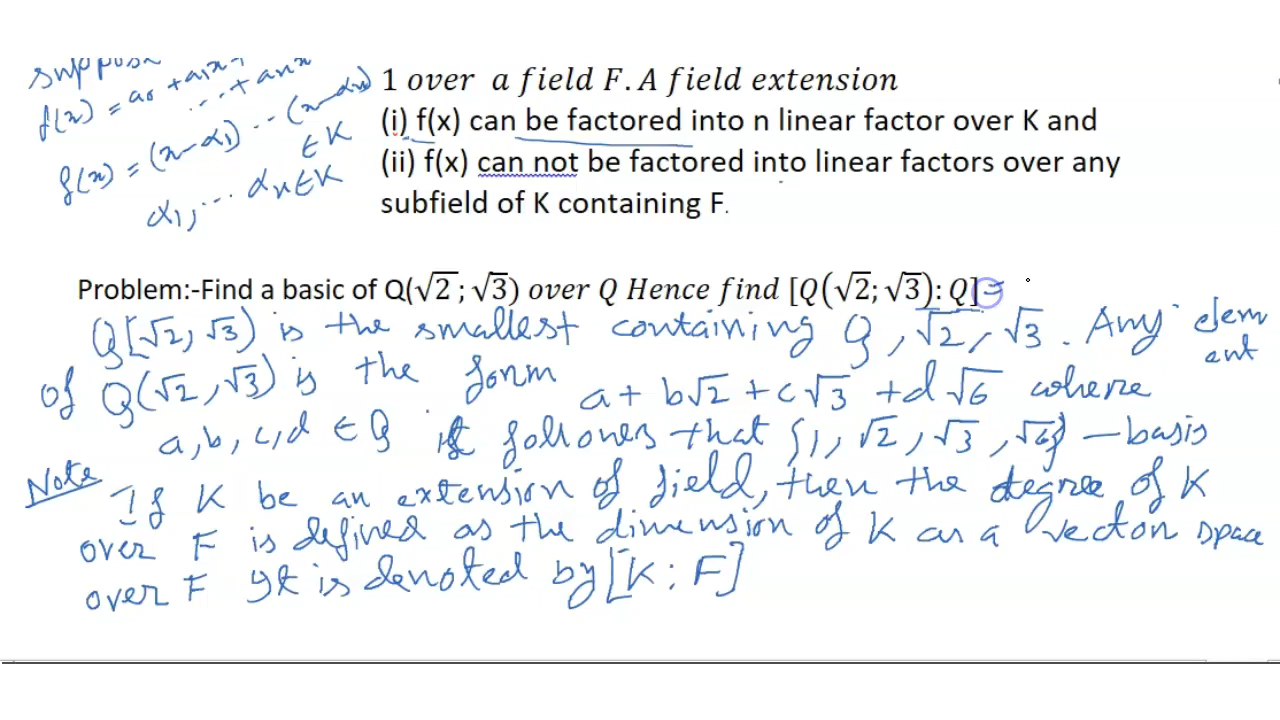 suppose
f(x) = a0 + a1x +
... + anx
f(x) = (x-α1) ... (x-αn)
∈ K
α1, ... αn ∈ K
1 over a field F. A field extension
(i) f(x) can be factored into n linear factor over K and
(ii) f(x) can not be factored into linear factors over any
subfield of K containing F.
Problem:-Find a basic of Q(√2 ; √3) over Q Hence find [Q(√2; √3): Q] =
Q[√2, √3) is the smallest containing Q, √2, √3. Any elem
ent
of Q(√2, √3) is the form
a + b√2 + c√3 + d√6 where
a, b, c, d ∈ Q it follows that {1, √2, √3, √6} — basis
Note
If K be an extension of field, then the degree of K
over F is defined as the dimension of K as a vector space
over F It is denoted by [K : F]